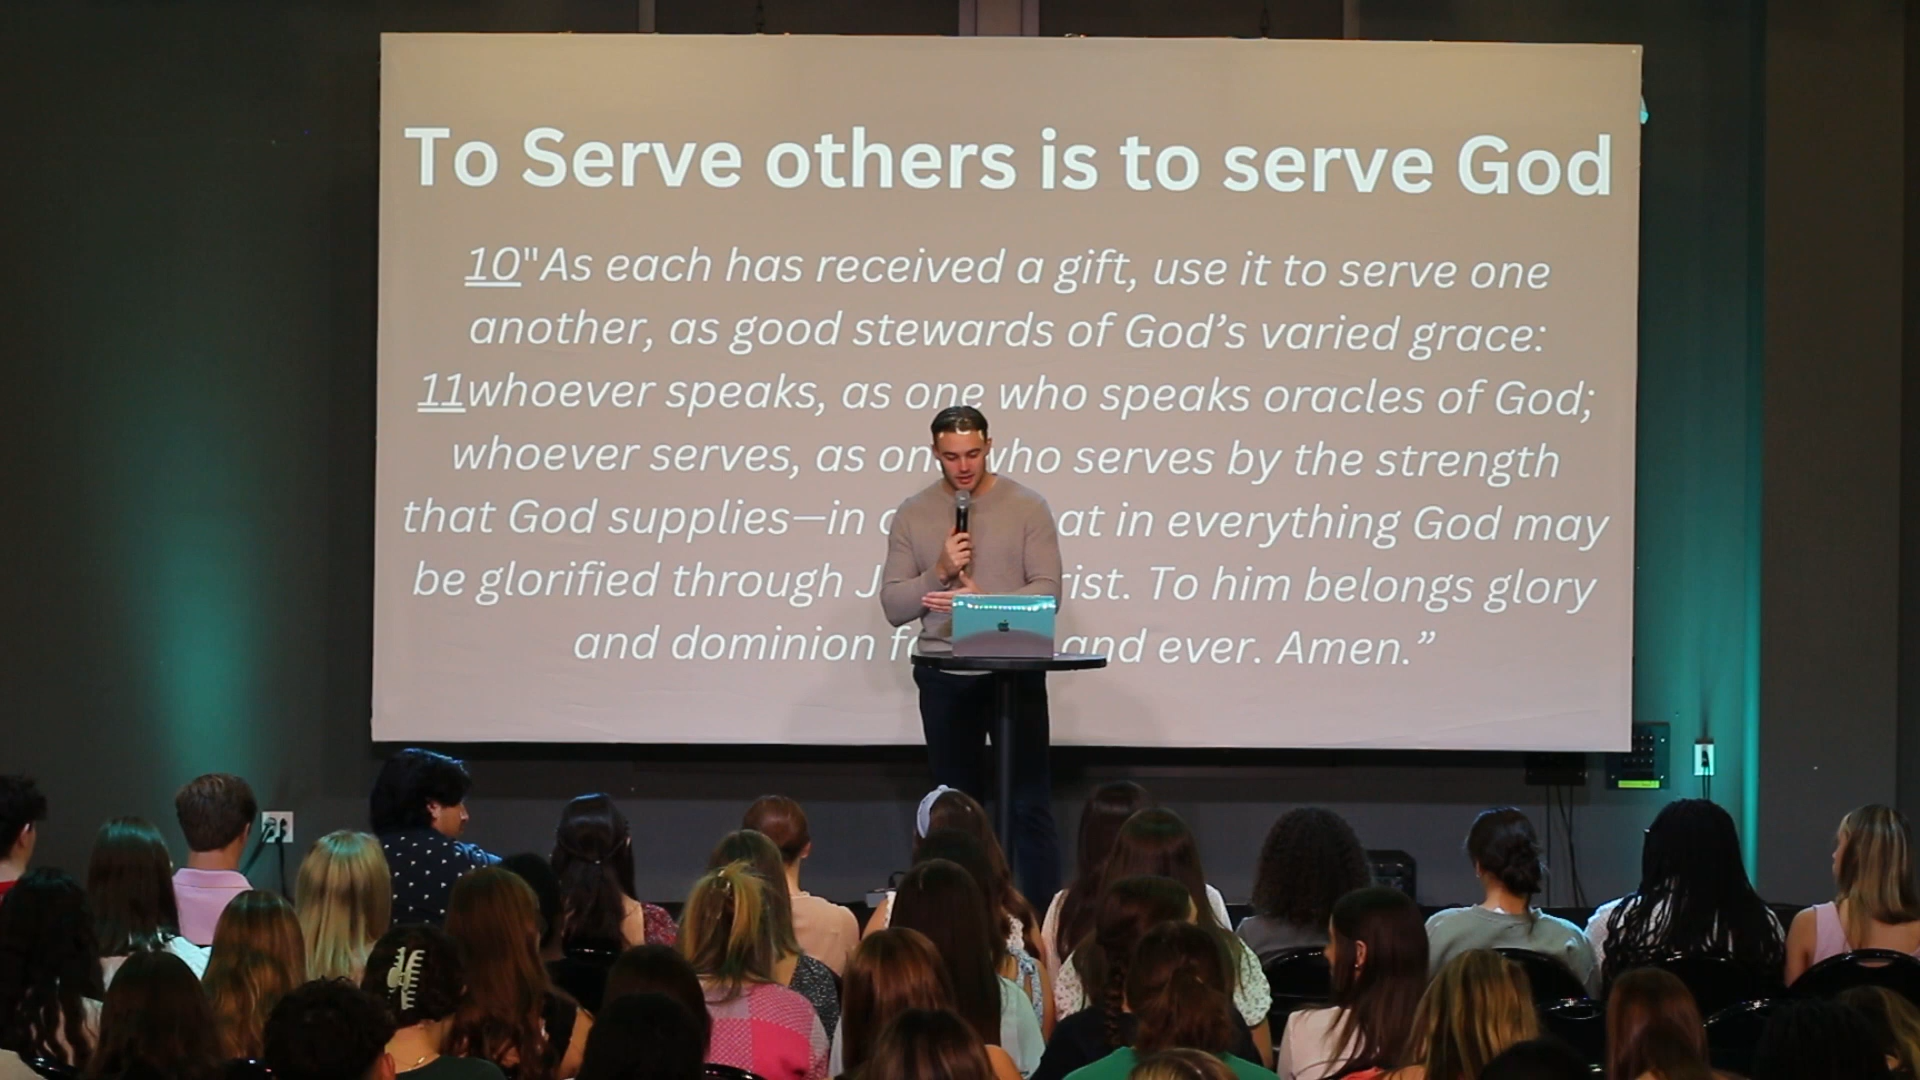 To Serve others is to serve God
10"As each has received a gift, use it to serve one
another, as good stewards of God’s varied grace:
11whoever speaks, as one who speaks oracles of God;
whoever serves, as one who serves by the strength
that God supplies—in at in everything God may
be glorified through J rist. To him belongs glory
and dominion f and ever. Amen.”